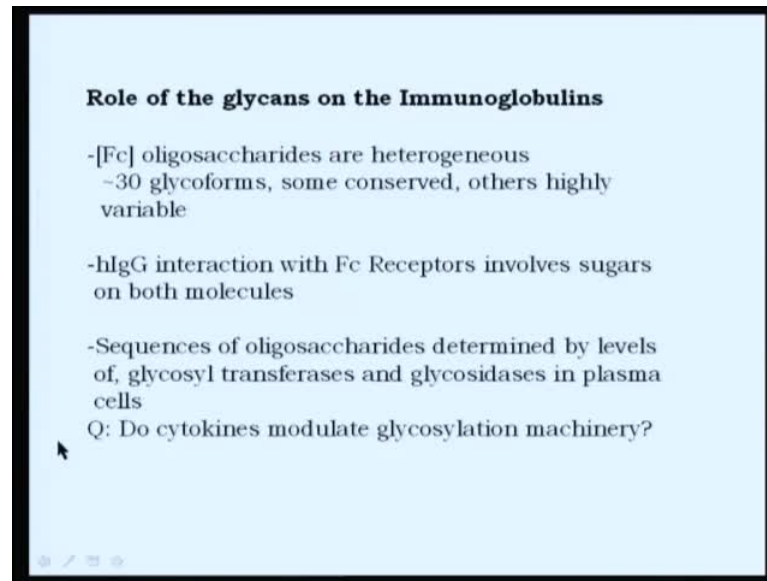 Role of the glycans on the Immunoglobulins
-[Fc] oligosaccharides are heterogeneous
~30 glycoforms, some conserved, others highly
variable
-hIgG interaction with Fc Receptors involves sugars
on both molecules
-Sequences of oligosaccharides determined by levels
of, glycosyl transferases and glycosidases in plasma
cells
Q: Do cytokines modulate glycosylation machinery?